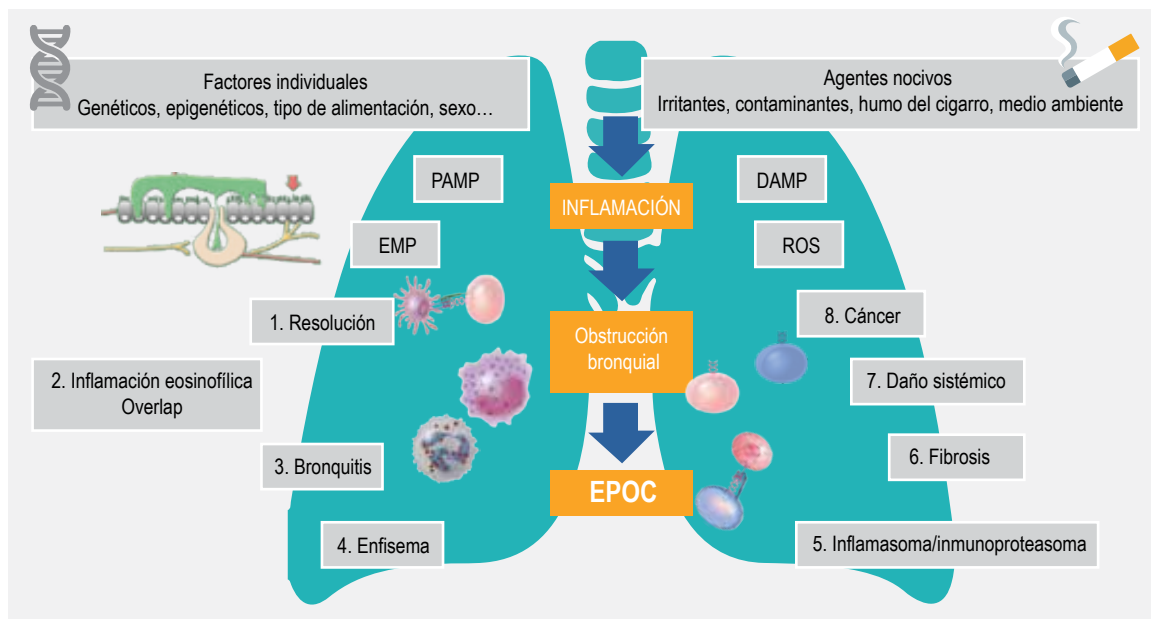 Factores individuales
Genéticos, epigenéticos, tipo de alimentación, sexo…
Agentes nocivos
Irritantes, contaminantes, humo del cigarro, medio ambiente
PAMP
DAMP
INFLAMACIÓN
EMP
ROS
1. Resolución
8. Cáncer
Obstrucción
bronquial
2. Inflamación eosinofílica
Overlap
7. Daño sistémico
3. Bronquitis
6. Fibrosis
EPOC
4. Enfisema
5. Inflamasoma/inmunoproteasoma